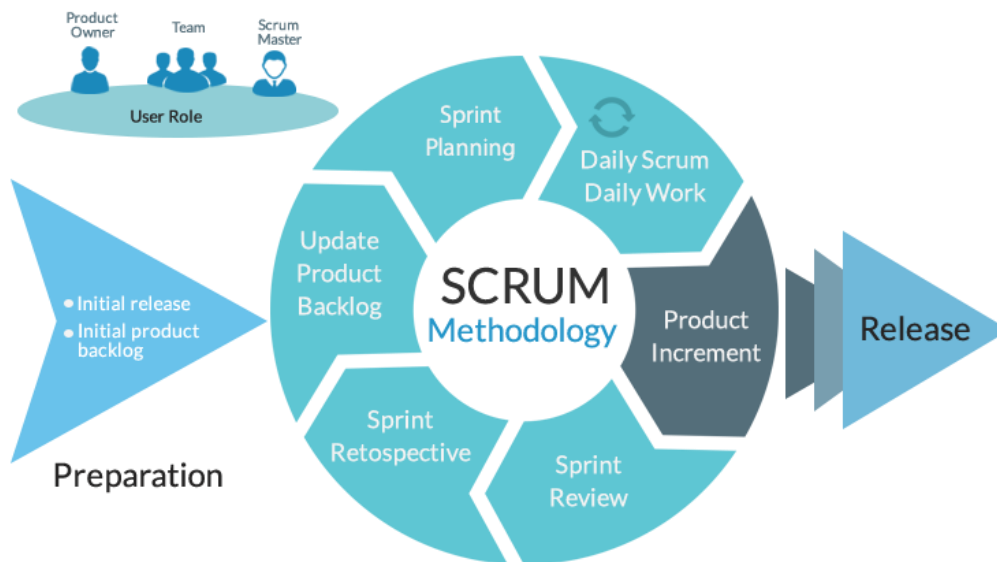 Product
Owner
Team
Scrum
Master
User Role
Sprint
Planning
Daily Scrum
Daily Work
Update
Product
Backlog
SCRUM
Methodology
Product
Increment
Release
Initial release
Initial product
backlog
Sprint
Retospective
Sprint
Review
Preparation